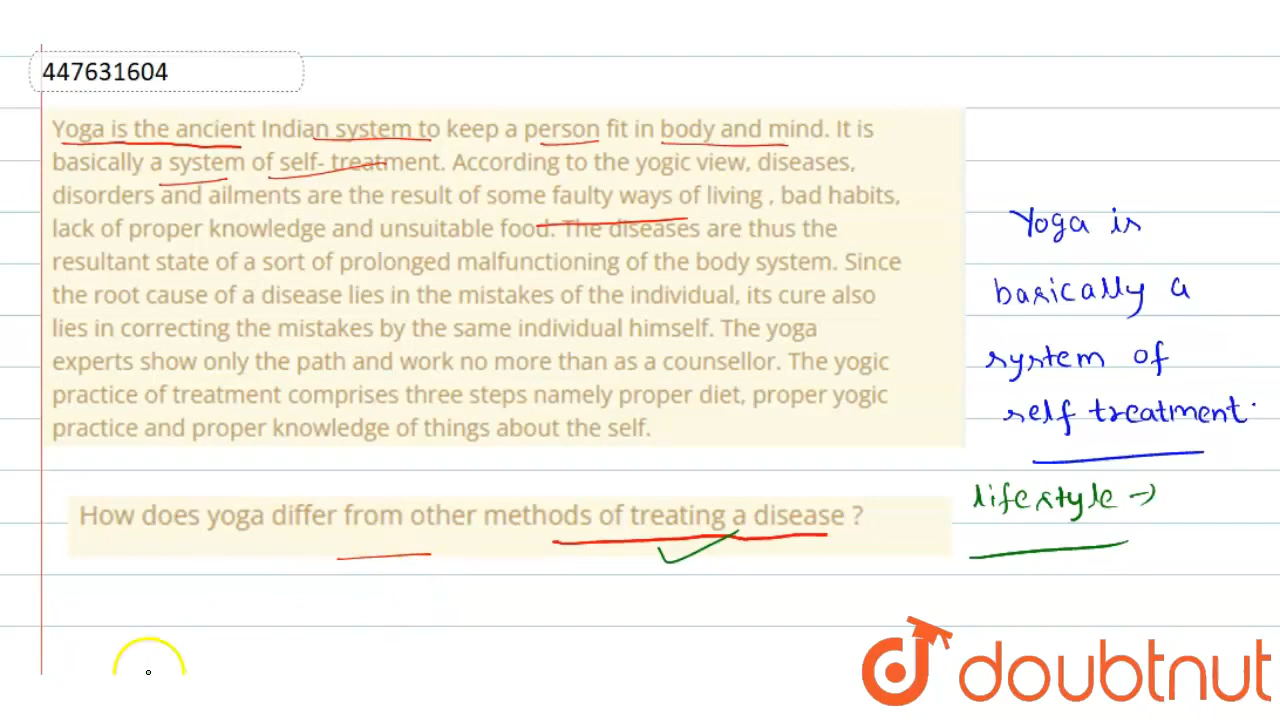 447631604
Yoga is the ancient Indian system to keep a person fit in body and mind. It is
basically a system of self- treatment. According to the yogic view, diseases,
disorders and ailments are the result of some faulty ways of living , bad habits,
lack of proper knowledge and unsuitable food. The diseases are thus the
resultant state of a sort of prolonged malfunctioning of the body system. Since
the root cause of a disease lies in the mistakes of the individual, its cure also
lies in correcting the mistakes by the same individual himself. The yoga
experts show only the path and work no more than as a counsellor. The yogic
practice of treatment comprises three steps namely proper diet, proper yogic
practice and proper knowledge of things about the self.
How does yoga differ from other methods of treating a disease ?
Yoga is
basically a
system of
self treatment.
lifestyle →
doubtnut